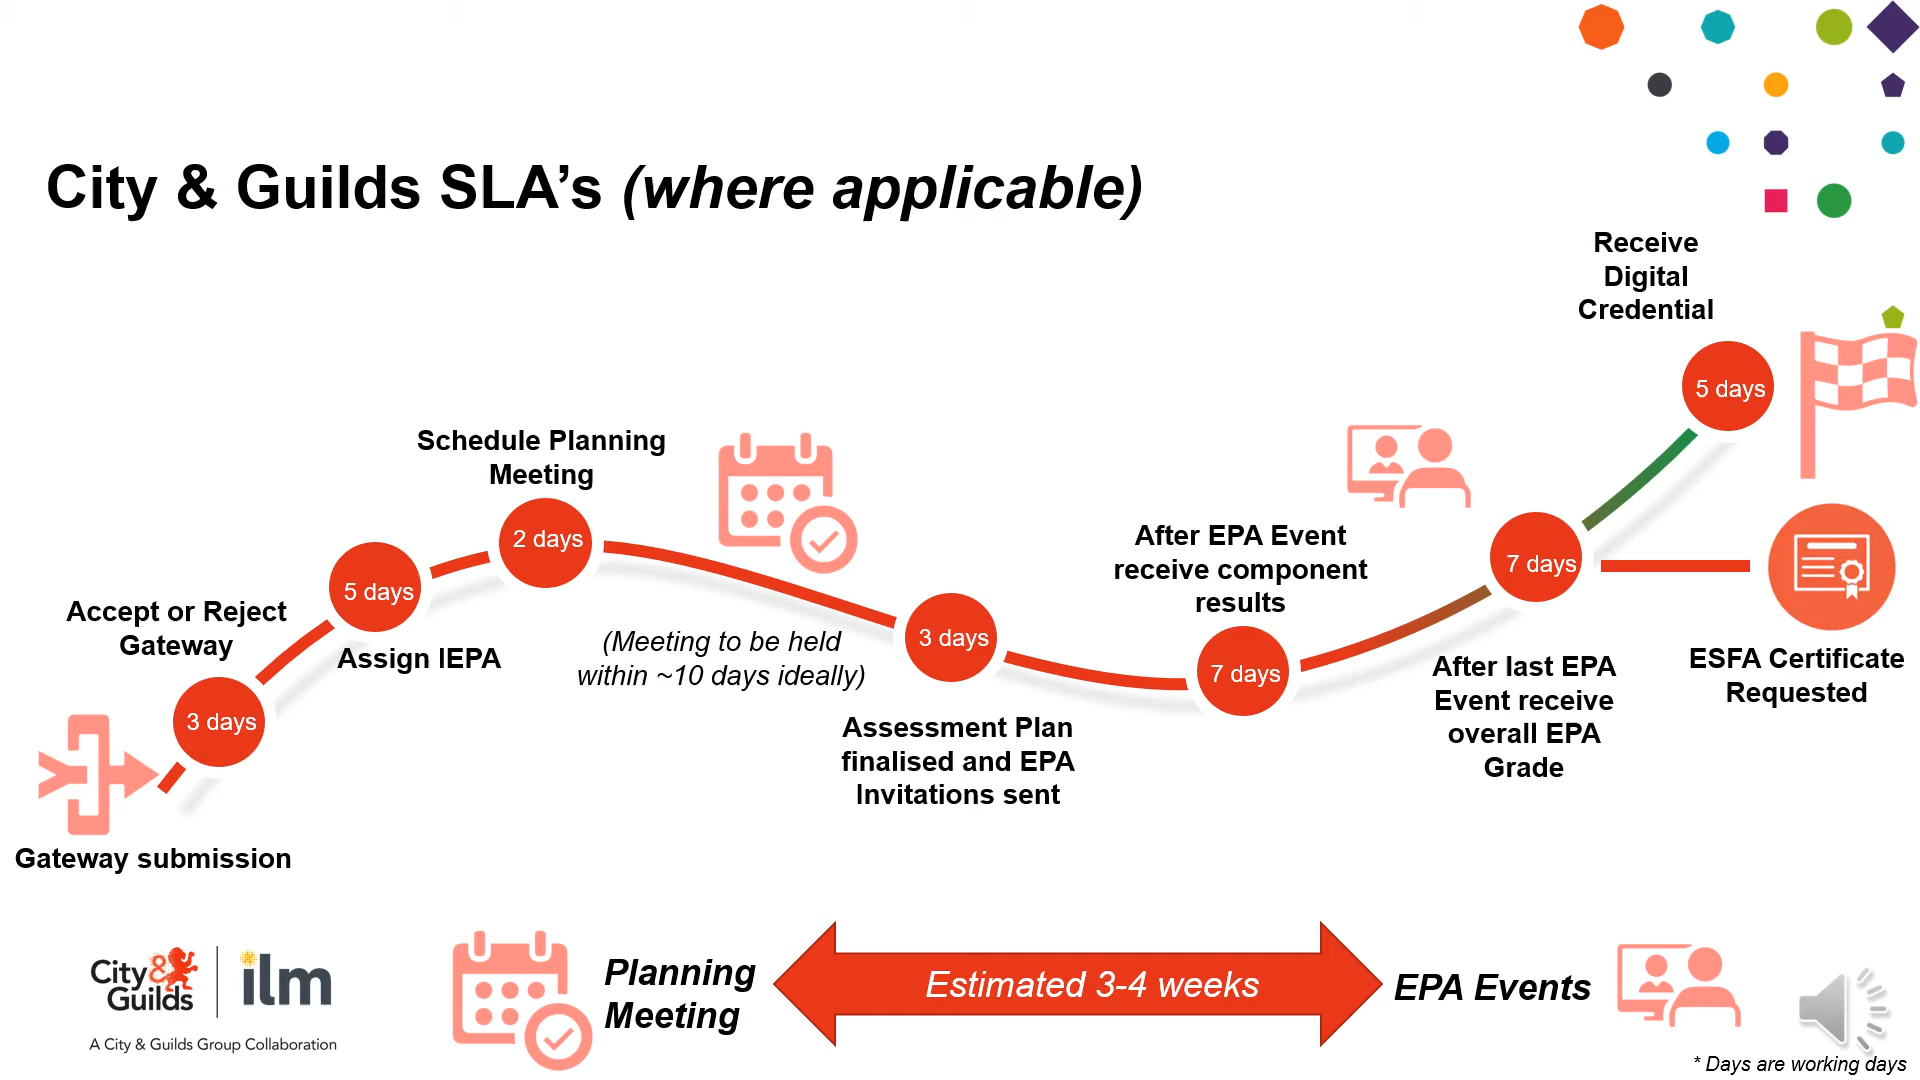 City & Guilds SLA’s (where applicable)
Receive
Digital
Credential
5 days
Schedule Planning
Meeting
2 days
5 days
Accept or Reject
Gateway
Assign IEPA
3 days
Gateway submission
(Meeting to be held
within ~10 days ideally)
3 days
Assessment Plan
finalised and EPA
Invitations sent
After EPA Event
receive component
results
7 days
7 days
After last EPA
Event receive
overall EPA
Grade
ESFA Certificate
Requested
City &
Guilds
ilm
A City & Guilds Group Collaboration
Planning
Meeting
Estimated 3-4 weeks
EPA Events
* Days are working days